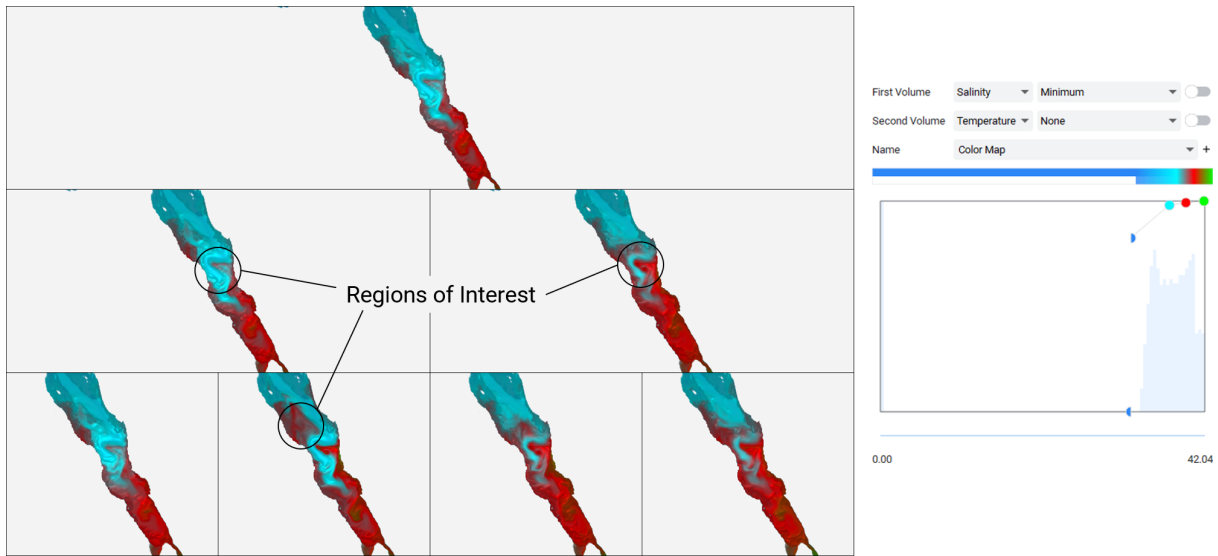 Regions of Interest
First Volume Salinity Minimum
Second Volume Temperature None
Name Color Map +
0.00 42.04